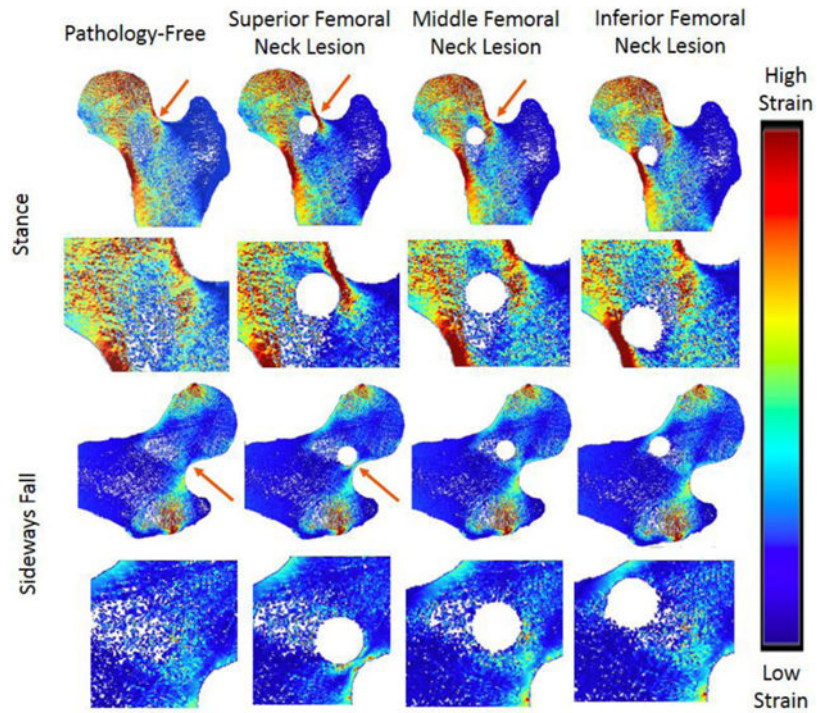 Pathology-Free
Superior Femoral
Neck Lesion
Middle Femoral
Neck Lesion
Inferior Femoral
Neck Lesion
High
Strain
Stance
Sideways Fall
Low
Strain